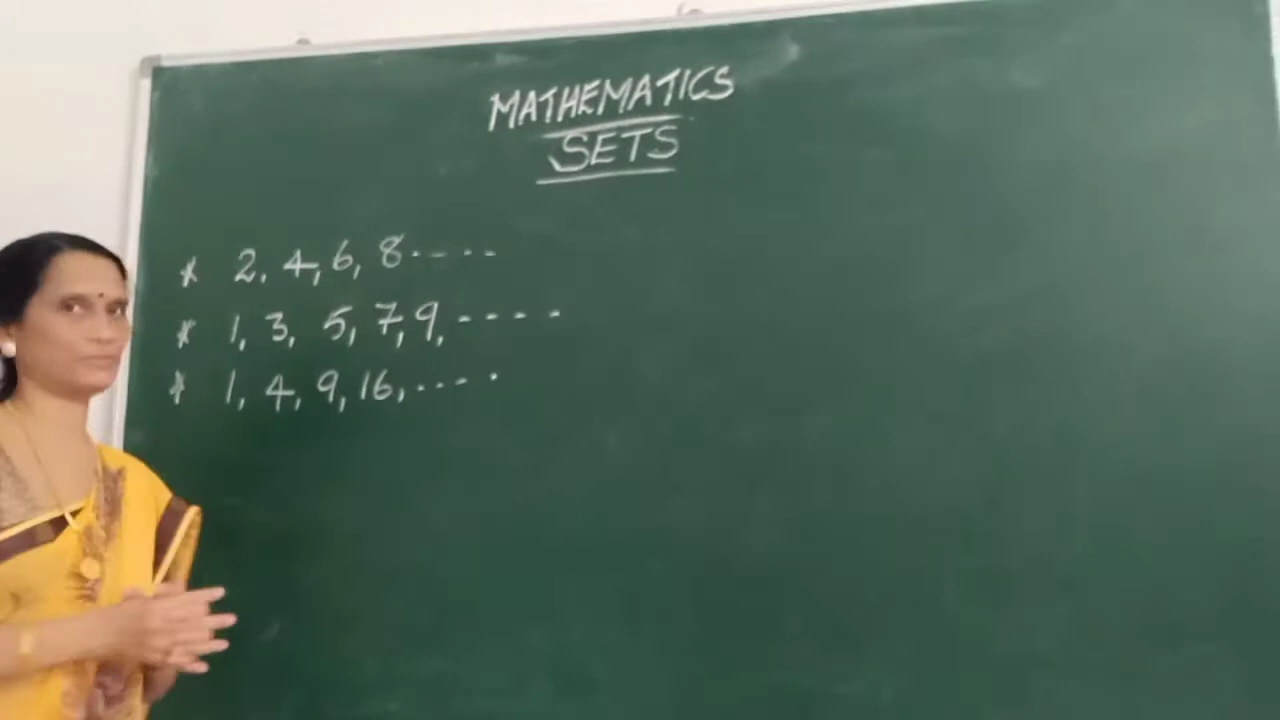 MATHEMATICS
SETS
* 2, 4, 6, 8.----
* 1, 3, 5, 7, 9, ----
* 1, 4, 9, 16, ....